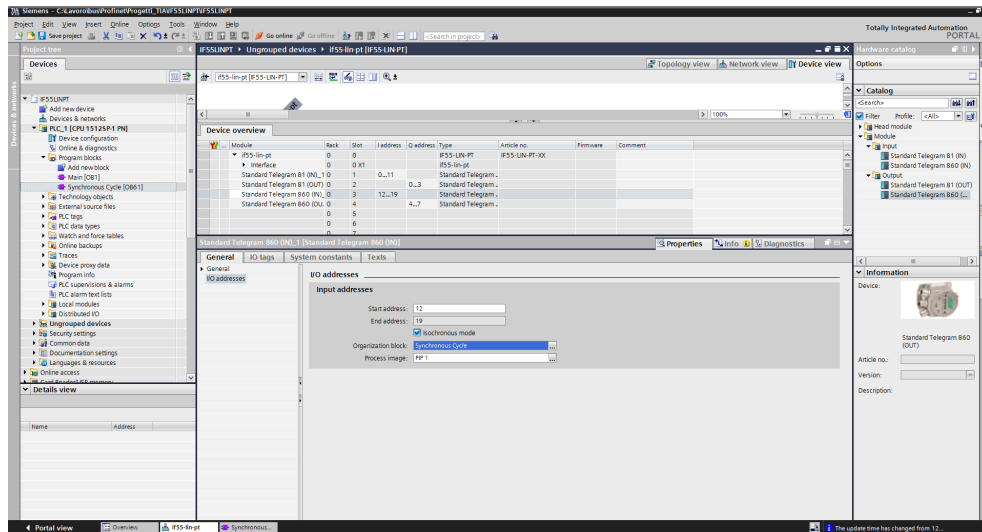 Siemens - C:\Lavoro\bus\Profinet\Progetti_TIA\IF55LINPT\IF55LINPT
Project Edit View Insert Online Options Tools Window Help
Totally Integrated Automation
PORTAL
Save project Go online Go offline <Search in project>
Project tree
IF55LINPT Ungrouped devices if55-lin-pt [IF55-LIN-PT]
Hardware catalog
Devices
Topology view Network view Device view
Options
if55-lin-pt [IF55-LIN-PT]
Devices & networks
IF55LINPT
Add new device
Devices & networks
PLC_1 [CPU 1512SP-1 PN]
Device configuration
Online & diagnostics
Program blocks
Add new block
Main [OB1]
Synchronous Cycle [OB61]
Technology objects
External source files
PLC tags
PLC data types
Watch and force tables
Online backups
Traces
Device proxy data
Program info
PLC supervisions & alarms
PLC alarm text lists
Local modules
Distributed I/O
Ungrouped devices
Security settings
Common data
Documentation settings
Languages & resources
Online access
Card Reader/USB memory
Details view
Name Address
100%
Device overview
... Module Rack Slot I address Q address Type Article no. Firmware Comment
if55-lin-pt 0 0 IF55-LIN-PT IF55-LIN-PT-XX
Interface 0 0 X1 if55-lin-pt
Standard Telegram 81 (IN)_1 0 1 0...11 Standard Telegram ..
Standard Telegram 81 (OUT) 0 2 0...3 Standard Telegram ..
Standard Telegram 860 (IN)_ 0 3 12...19 Standard Telegram ..
Standard Telegram 860 (OU.. 0 4 4...7 Standard Telegram ..
0 5
0 6
0 7
Standard Telegram 860 (IN)_1 [Standard Telegram 860 (IN)]
Properties Info Diagnostics
General IO tags System constants Texts
General
I/O addresses
I/O addresses
Input addresses
Start address: 12
End address: 19
Isochronous mode
Organization block: Synchronous Cycle ...
Process image: PIP 1 ...
Catalog
<Search>
Filter Profile: <All>
Head module
Module
Input
Standard Telegram 81 (IN)
Standard Telegram 860 (IN)
Output
Standard Telegram 81 (OUT)
Standard Telegram 860 (...
Information
Device:
Standard Telegram 860
(OUT)
Article no.:
Version:
Description:
Portal view Overview if55-lin-pt Synchronous... The update time has changed from 12...